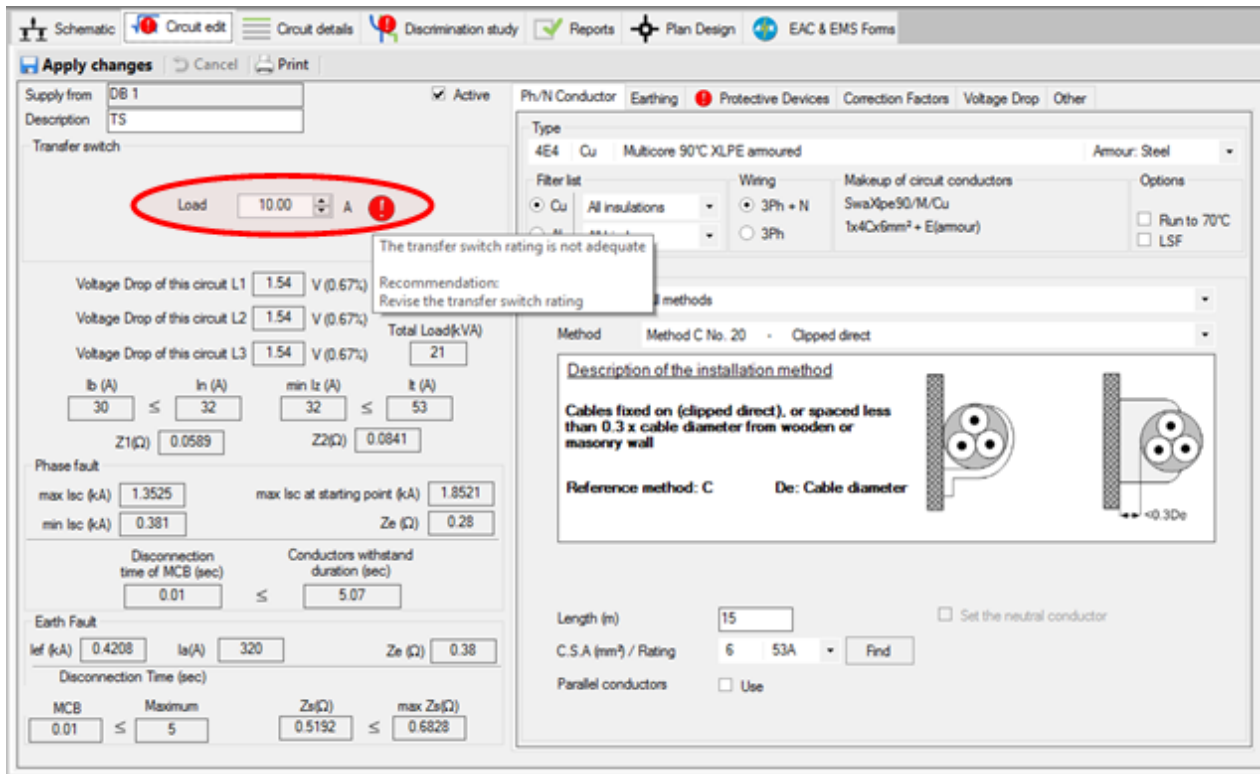 Schematic Circuit edit Circuit details Discrimination study Reports Plan Design EAC & EMS Forms
Apply changes Cancel Print
Supply from DB 1 Active
Description TS
Transfer switch
Load 10.00 A
The transfer switch rating is not adequate
Recommendation:
Revise the transfer switch rating
Voltage Drop of this circuit L1 1.54 V (0.67%)
Voltage Drop of this circuit L2 1.54 V (0.67%)
Voltage Drop of this circuit L3 1.54 V (0.67%)
Total Load(kVA)
21
Ib (A) In (A) min Iz (A) It (A)
30 ≤ 32 32 ≤ 53
Z1(Ω) 0.0589 Z2(Ω) 0.0841
Phase fault
max Isc (kA) 1.3525 max Isc at starting point (kA) 1.8521
min Isc (kA) 0.381 Ze (Ω) 0.28
Disconnection Conductors withstand
time of MCB (sec) duration (sec)
0.01 ≤ 5.07
Earth Fault
Ief (kA) 0.4208 Ia(A) 320 Ze (Ω) 0.38
Disconnection Time (sec)
MCB Maximum Zs(Ω) max Zs(Ω)
0.01 ≤ 5 0.5192 ≤ 0.6828
Ph/N Conductor Earthing Protective Devices Correction Factors Voltage Drop Other
Type
4E4 Cu Multicore 90°C XLPE armoured Armour: Steel
Filter list Wiring Makeup of circuit conductors Options
Cu All insulations 3Ph + N SwaXlpe90/M/Cu
3Ph 1x4Cx6mm² + E(armour) Run to 70°C
LSF
methods
Method Method C No. 20 - Clipped direct
Description of the installation method
Cables fixed on (clipped direct), or spaced less
than 0.3 x cable diameter from wooden or
masonry wall
Reference method: C De: Cable diameter
<0.3De
Length (m) 15 Set the neutral conductor
C.S.A (mm²) / Rating 6 53A Find
Parallel conductors Use